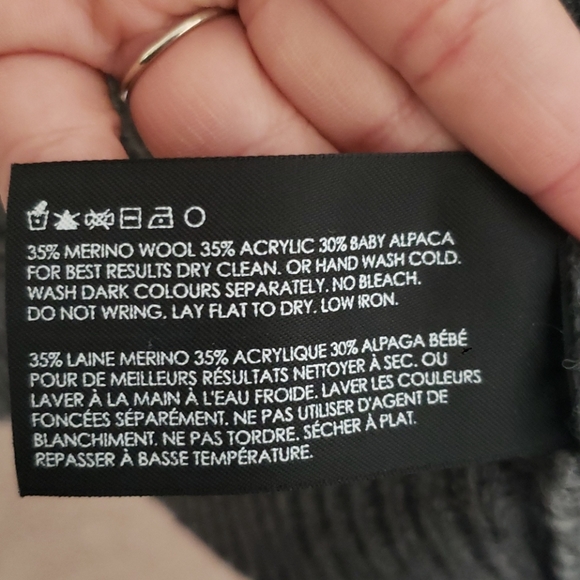 35% MERINO WOOL 35% ACRYLIC 30% BABY ALPACA
FOR BEST RESULTS DRY CLEAN. OR HAND WASH COLD.
WASH DARK COLOURS SEPARATELY. NO BLEACH.
DO NOT WRING. LAY FLAT TO DRY. LOW IRON.
35% LAINE MERINO 35% ACRYLIQUE 30% ALPAGA BÉBÉ
POUR DE MEILLEURS RÉSULTATS NETTOYER À SEC. OU
LAVER À LA MAIN À L'EAU FROIDE. LAVER LES COULEURS
FONCÉES SÉPARÉMENT. NE PAS UTILISER D'AGENT DE
BLANCHIMENT. NE PAS TORDRE. SÉCHER À PLAT.
REPASSER À BASSE TEMPÉRATURE.